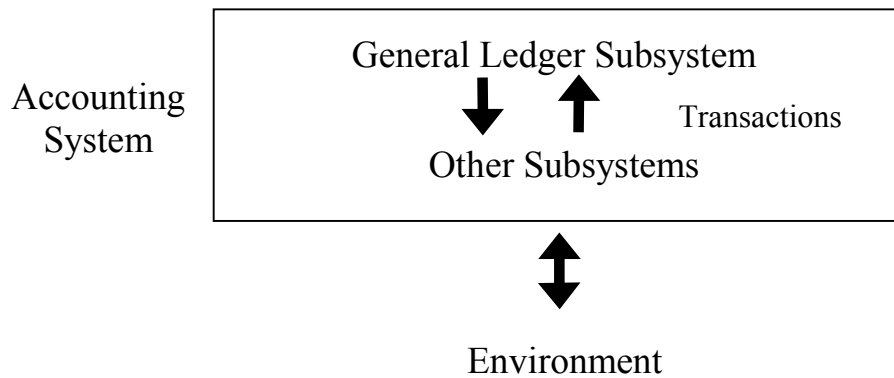 General Ledger Subsystem
Accounting
System
Transactions
Other Subsystems
Environment